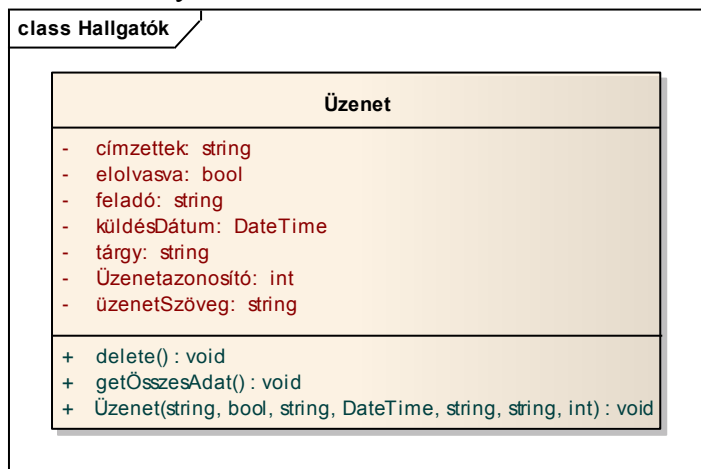 class Hallgatók
Üzenet
- címzettek: string
- elolvasva: bool
- feladó: string
- küldésDátum: DateTime
- tárgy: string
- Üzenetazonosító: int
- üzenetSzöveg: string
+ delete() : void
+ getÖsszesAdat() : void
+ Üzenet(string, bool, string, DateTime, string, string, int) : void